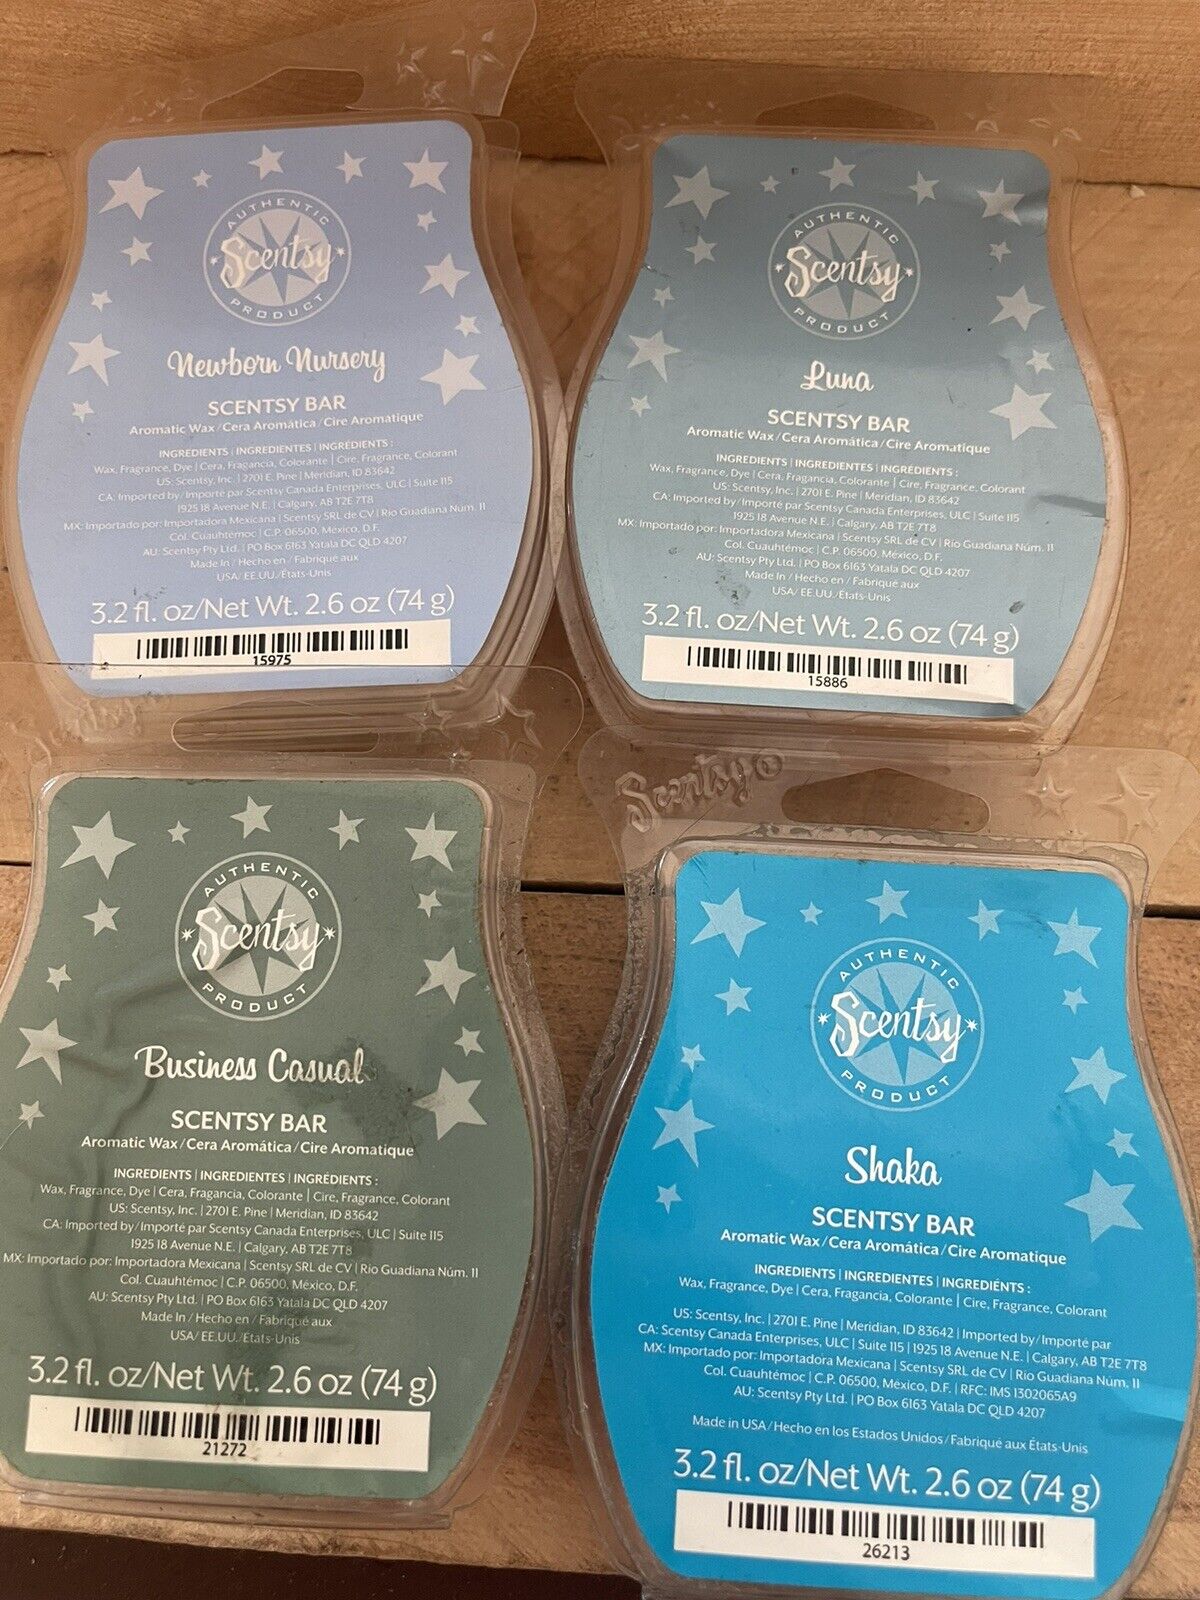 AUTHENTIC
Scentsy
PRODUCT
Newborn Nursery
SCENTSY BAR
Aromatic Wax/Cera Aromática/Cire Aromatique
INGREDIENTS | INGREDIENTES | INGRÉDIENTS :
Wax, Fragrance, Dye | Cera, Fragancia, Colorante | Cire, Fragrance, Colorant
US: Scentsy, Inc. | 2701 E. Pine | Meridian, ID 83642
CA: Imported by/Importé par Scentsy Canada Enterprises, ULC | Suite 115
1925 18 Avenue N.E. | Calgary, AB T2E 7T8
MX: Importado por: Importadora Mexicana | Scentsy SRL de CV | Río Guadiana Núm. 11
Col. Cuauhtémoc | C.P. 06500, México, D.F.
AU: Scentsy Pty Ltd. | PO Box 6163 Yatala DC QLD 4207
Made In / Hecho en / Fabriqué aux
USA/ EE.UU./États-Unis
3.2 fl. oz/Net Wt. 2.6 oz (74 g)
15975
AUTHENTIC
Scentsy
PRODUCT
Luna
SCENTSY BAR
Aromatic Wax/Cera Aromática/Cire Aromatique
INGREDIENTS | INGREDIENTES | INGRÉDIENTS :
Wax, Fragrance, Dye | Cera, Fragancia, Colorante | Cire, Fragrance, Colorant
US: Scentsy, Inc. | 2701 E. Pine | Meridian, ID 83642
CA: Imported by/Importé par Scentsy Canada Enterprises, ULC | Suite 115
1925 18 Avenue N.E. | Calgary, AB T2E 7T8
MX: Importado por: Importadora Mexicana | Scentsy SRL de CV | Río Guadiana Núm. 11
Col. Cuauhtémoc | C.P. 06500, México, D.F.
AU: Scentsy Pty Ltd. | PO Box 6163 Yatala DC QLD 4207
Made In / Hecho en / Fabriqué aux
USA/ EE.UU./États-Unis
3.2 fl. oz/Net Wt. 2.6 oz (74 g)
15886
AUTHENTIC
Scentsy
PRODUCT
Business Casual
SCENTSY BAR
Aromatic Wax/Cera Aromática/Cire Aromatique
INGREDIENTS | INGREDIENTES | INGRÉDIENTS :
Wax, Fragrance, Dye | Cera, Fragancia, Colorante | Cire, Fragrance, Colorant
US: Scentsy, Inc. | 2701 E. Pine | Meridian, ID 83642
CA: Imported by/Importé par Scentsy Canada Enterprises, ULC | Suite 115
1925 18 Avenue N.E. | Calgary, AB T2E 7T8
MX: Importado por: Importadora Mexicana | Scentsy SRL de CV | Río Guadiana Núm. 11
Col. Cuauhtémoc | C.P. 06500, México, D.F.
AU: Scentsy Pty Ltd. | PO Box 6163 Yatala DC QLD 4207
Made In / Hecho en / Fabriqué aux
USA/ EE.UU./États-Unis
3.2 fl. oz/Net Wt. 2.6 oz (74 g)
21272
Scentsy®
AUTHENTIC
Scentsy
PRODUCT
Shaka
SCENTSY BAR
Aromatic Wax/Cera Aromática/Cire Aromatique
INGREDIENTS | INGREDIENTES | INGRÉDIENTS :
Wax, Fragrance, Dye | Cera, Fragancia, Colorante | Cire, Fragrance, Colorant
US: Scentsy, Inc. | 2701 E. Pine | Meridian, ID 83642 | Imported by/Importé par
CA: Scentsy Canada Enterprises, ULC | Suite 115 | 1925 18 Avenue N.E. | Calgary, AB T2E 7T8
MX: Importado por: Importadora Mexicana | Scentsy SRL de CV | Río Guadiana Núm. 11
Col. Cuauhtémoc | C.P. 06500, México, D.F. | RFC: IMS 1302065A9
AU: Scentsy Pty Ltd. | PO Box 6163 Yatala DC QLD 4207
Made in USA/Hecho en los Estados Unidos/Fabriqué aux États-Unis
3.2 fl. oz/Net Wt. 2.6 oz (74 g)
26213